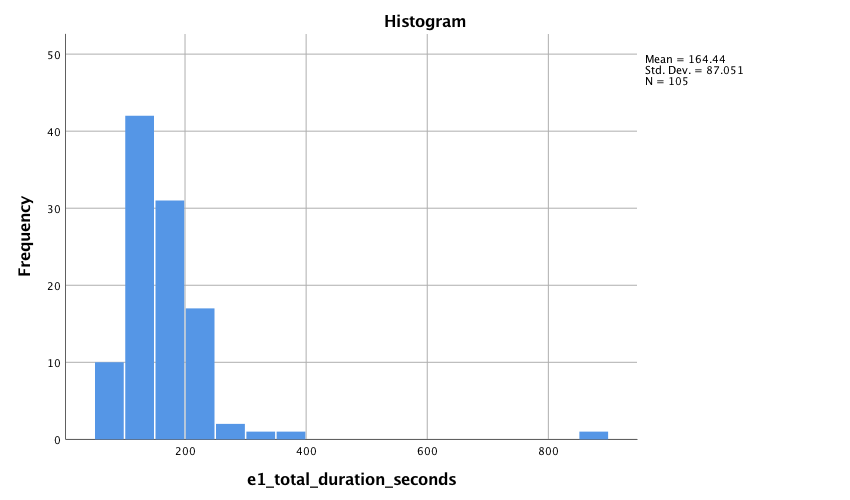 Histogram
50
40
30
20
10
0
Frequency
200
400
600
800
e1_total_duration_seconds
Mean = 164.44
Std. Dev. = 87.051
N = 105